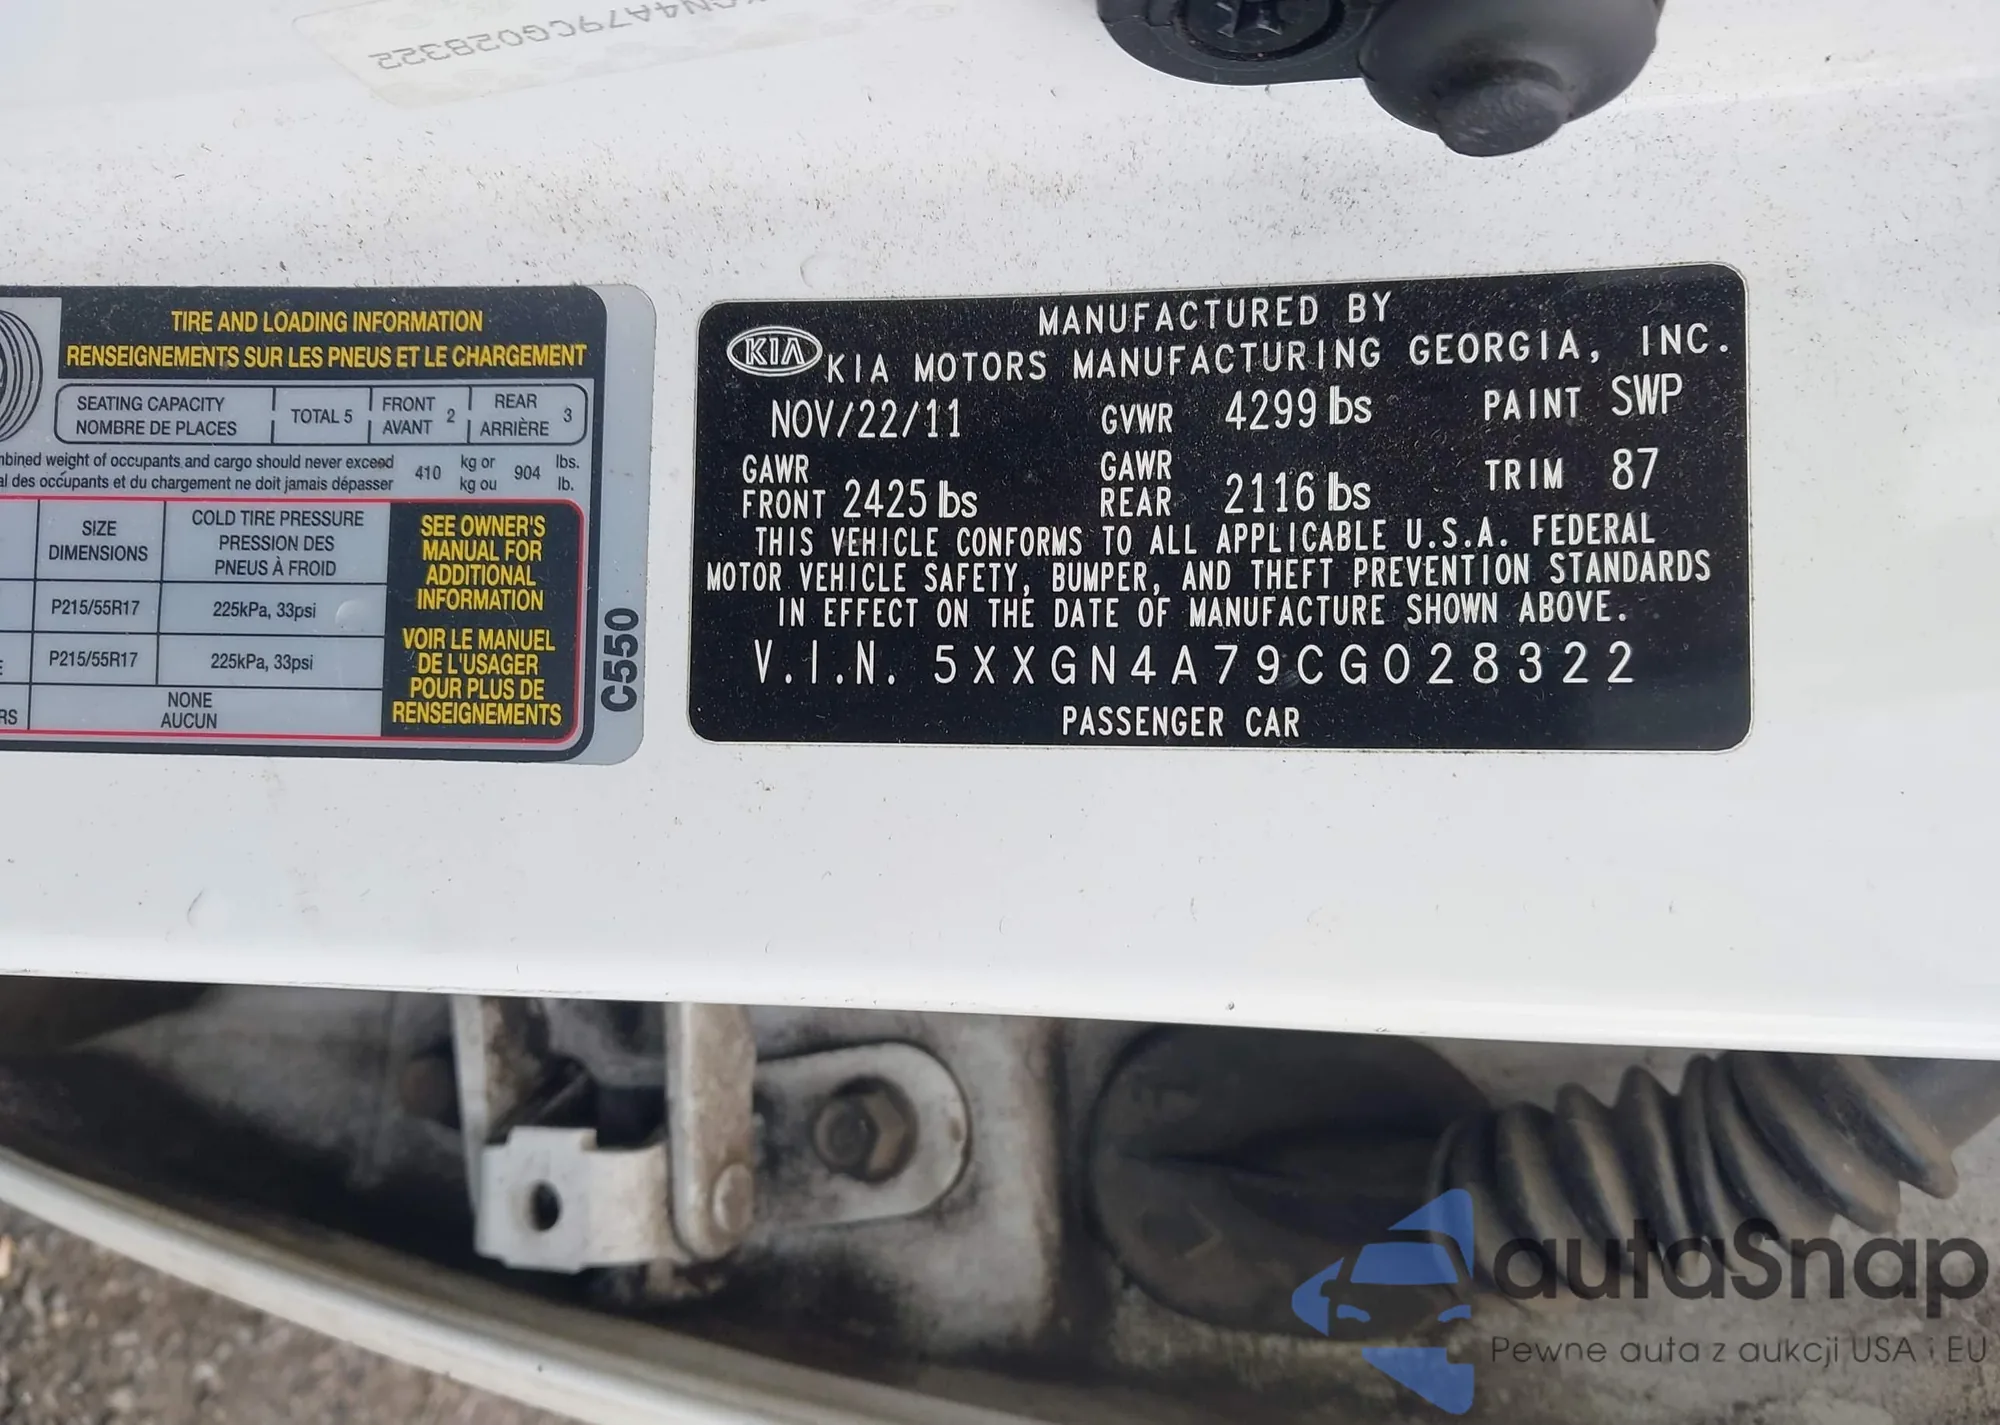 GN4A79CG028322
TIRE AND LOADING INFORMATION
RENSEIGNEMENTS SUR LES PNEUS ET LE CHARGEMENT
SEATING CAPACITY
NOMBRE DE PLACES
TOTAL 5
FRONT
AVANT
2
REAR
ARRIÈRE
3
weight of occupants and cargo should never exceed
des occupants et du chargement ne doit jamais dépasser
410
kg or
kg ou
904
lbs.
lb.
SIZE
DIMENSIONS
COLD TIRE PRESSURE
PRESSION DES
PNEUS À FROID
P215/55R17
225kPa, 33psi
P215/55R17
225kPa, 33psi
NONE
AUCUN
SEE OWNER'S
MANUAL FOR
ADDITIONAL
INFORMATION
VOIR LE MANUEL
DE L'USAGER
POUR PLUS DE
RENSEIGNEMENTS
C550
MANUFACTURED BY
KIA
KIA MOTORS MANUFACTURING GEORGIA, INC.
NOV/22/11
GVWR 4299 lbs
PAINT SWP
GAWR
FRONT 2425 lbs
GAWR
REAR 2116 lbs
TRIM 87
THIS VEHICLE CONFORMS TO ALL APPLICABLE U.S.A. FEDERAL
MOTOR VEHICLE SAFETY, BUMPER, AND THEFT PREVENTION STANDARDS
IN EFFECT ON THE DATE OF MANUFACTURE SHOWN ABOVE.
V.I.N. 5XXGN4A79CG028322
PASSENGER CAR
autaSnap
Pewne auta z aukcji USA i EU